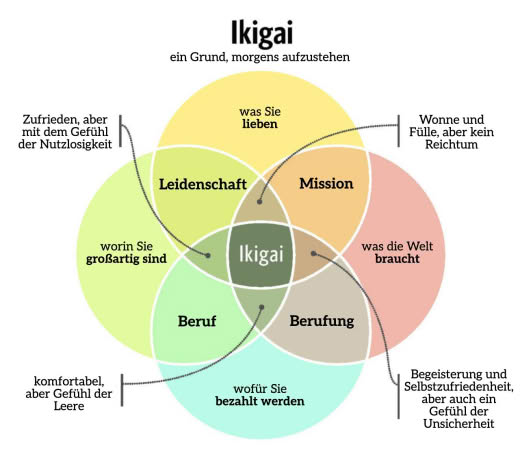 Ikigai
ein Grund, morgens aufzustehen
was Sie
lieben
Zufrieden, aber
mit dem Gefühl
der Nutzlosigkeit
Wonne und
Fülle, aber kein
Reichtum
Leidenschaft
Mission
worin Sie
großartig sind
Ikigai
was die Welt
braucht
Beruf
Berufung
komfortabel,
aber Gefühl der
Leere
wofür Sie
bezahlt werden
Begeisterung und
Selbstzufriedenheit,
aber auch ein
Gefühl der
Unsicherheit